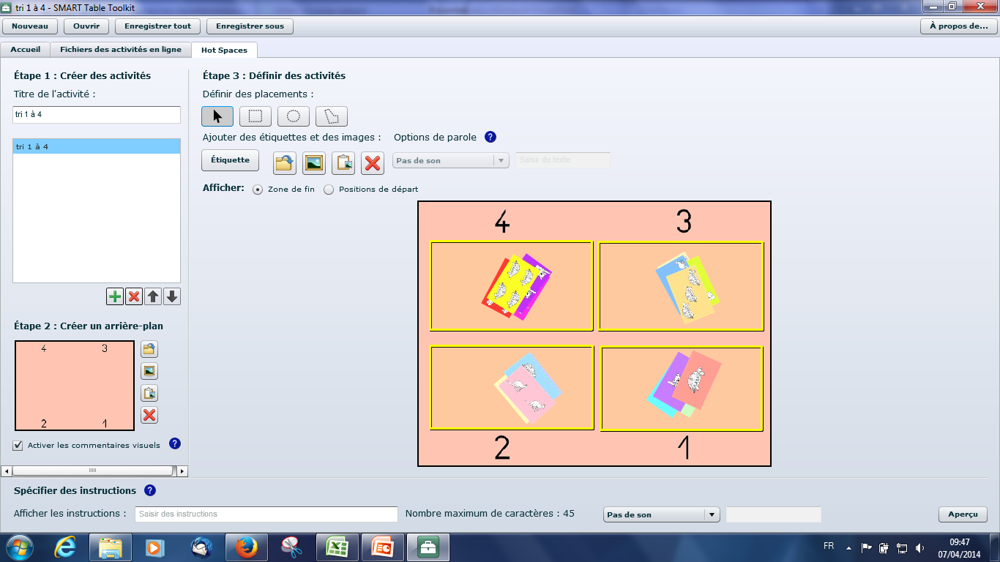 tri 1 à 4 - SMART Table Toolkit
Nouveau
Ouvrir
Enregistrer tout
Enregistrer sous
À propos de...
Accueil
Fichiers des activités en ligne
Hot Spaces
Étape 1 : Créer des activités
Titre de l'activité :
tri 1 à 4
tri 1 à 4
Étape 2 : Créer un arrière-plan
4 3
2 1
Activer les commentaires visuels ?
Étape 3 : Définir des activités
Définir des placements :
Ajouter des étiquettes et des images : Options de parole ?
Étiquette
Pas de son
Saisir du texte
Afficher: Zone de fin Positions de départ
4 3
2 1
Spécifier des instructions ?
Afficher les instructions : Saisir des instructions Nombre maximum de caractères : 45 Pas de son Aperçu
FR
09:47
07/04/2014